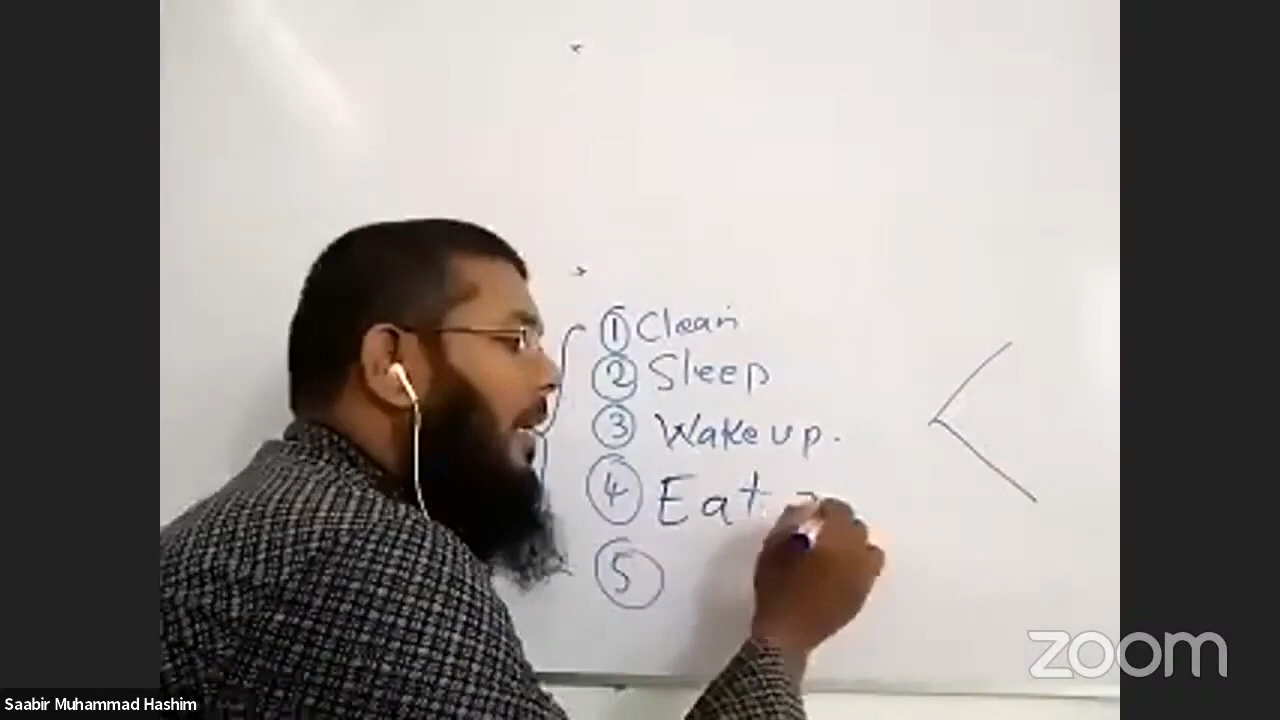 ① Clean
② Sleep
③ Wake up.
④ Eat
⑤
zoom
Saabir Muhammad Hashim